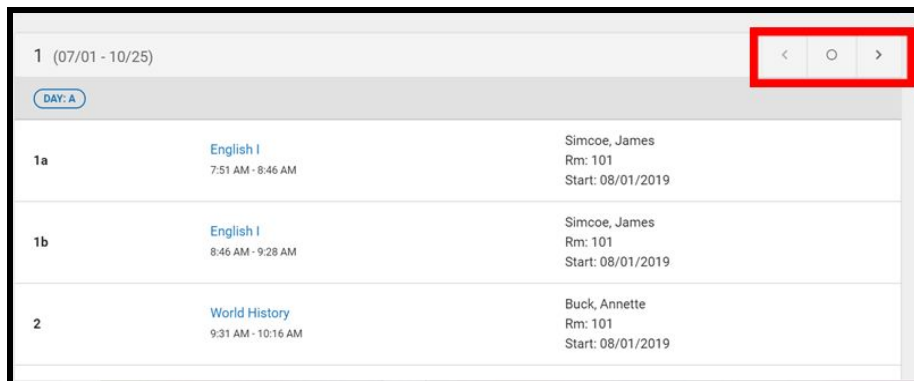 1 (07/01 - 10/25)
DAY: A
1a
English I
7:51 AM - 8:46 AM
Simcoe, James
Rm: 101
Start: 08/01/2019
1b
English I
8:46 AM - 9:28 AM
Simcoe, James
Rm: 101
Start: 08/01/2019
2
World History
9:31 AM - 10:16 AM
Buck, Annette
Rm: 101
Start: 08/01/2019